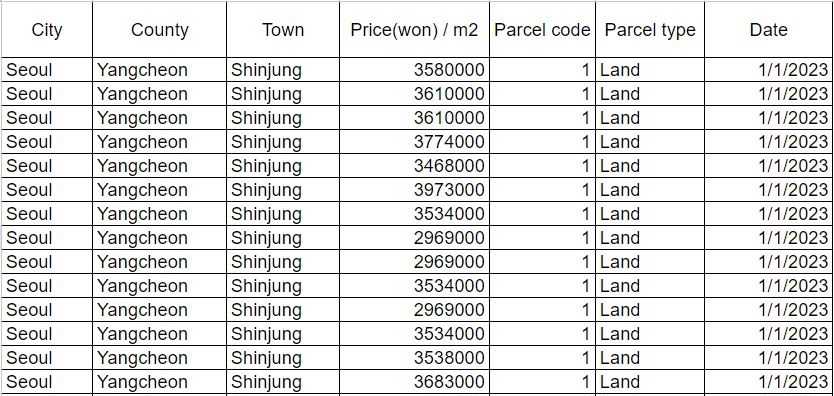 City County Town Price(won) / m2 Parcel code Parcel type Date
Seoul Yangcheon Shinjung 3580000 1 Land 1/1/2023
Seoul Yangcheon Shinjung 3610000 1 Land 1/1/2023
Seoul Yangcheon Shinjung 3610000 1 Land 1/1/2023
Seoul Yangcheon Shinjung 3774000 1 Land 1/1/2023
Seoul Yangcheon Shinjung 3468000 1 Land 1/1/2023
Seoul Yangcheon Shinjung 3973000 1 Land 1/1/2023
Seoul Yangcheon Shinjung 3534000 1 Land 1/1/2023
Seoul Yangcheon Shinjung 2969000 1 Land 1/1/2023
Seoul Yangcheon Shinjung 2969000 1 Land 1/1/2023
Seoul Yangcheon Shinjung 3534000 1 Land 1/1/2023
Seoul Yangcheon Shinjung 2969000 1 Land 1/1/2023
Seoul Yangcheon Shinjung 3534000 1 Land 1/1/2023
Seoul Yangcheon Shinjung 3538000 1 Land 1/1/2023
Seoul Yangcheon Shinjung 3683000 1 Land 1/1/2023